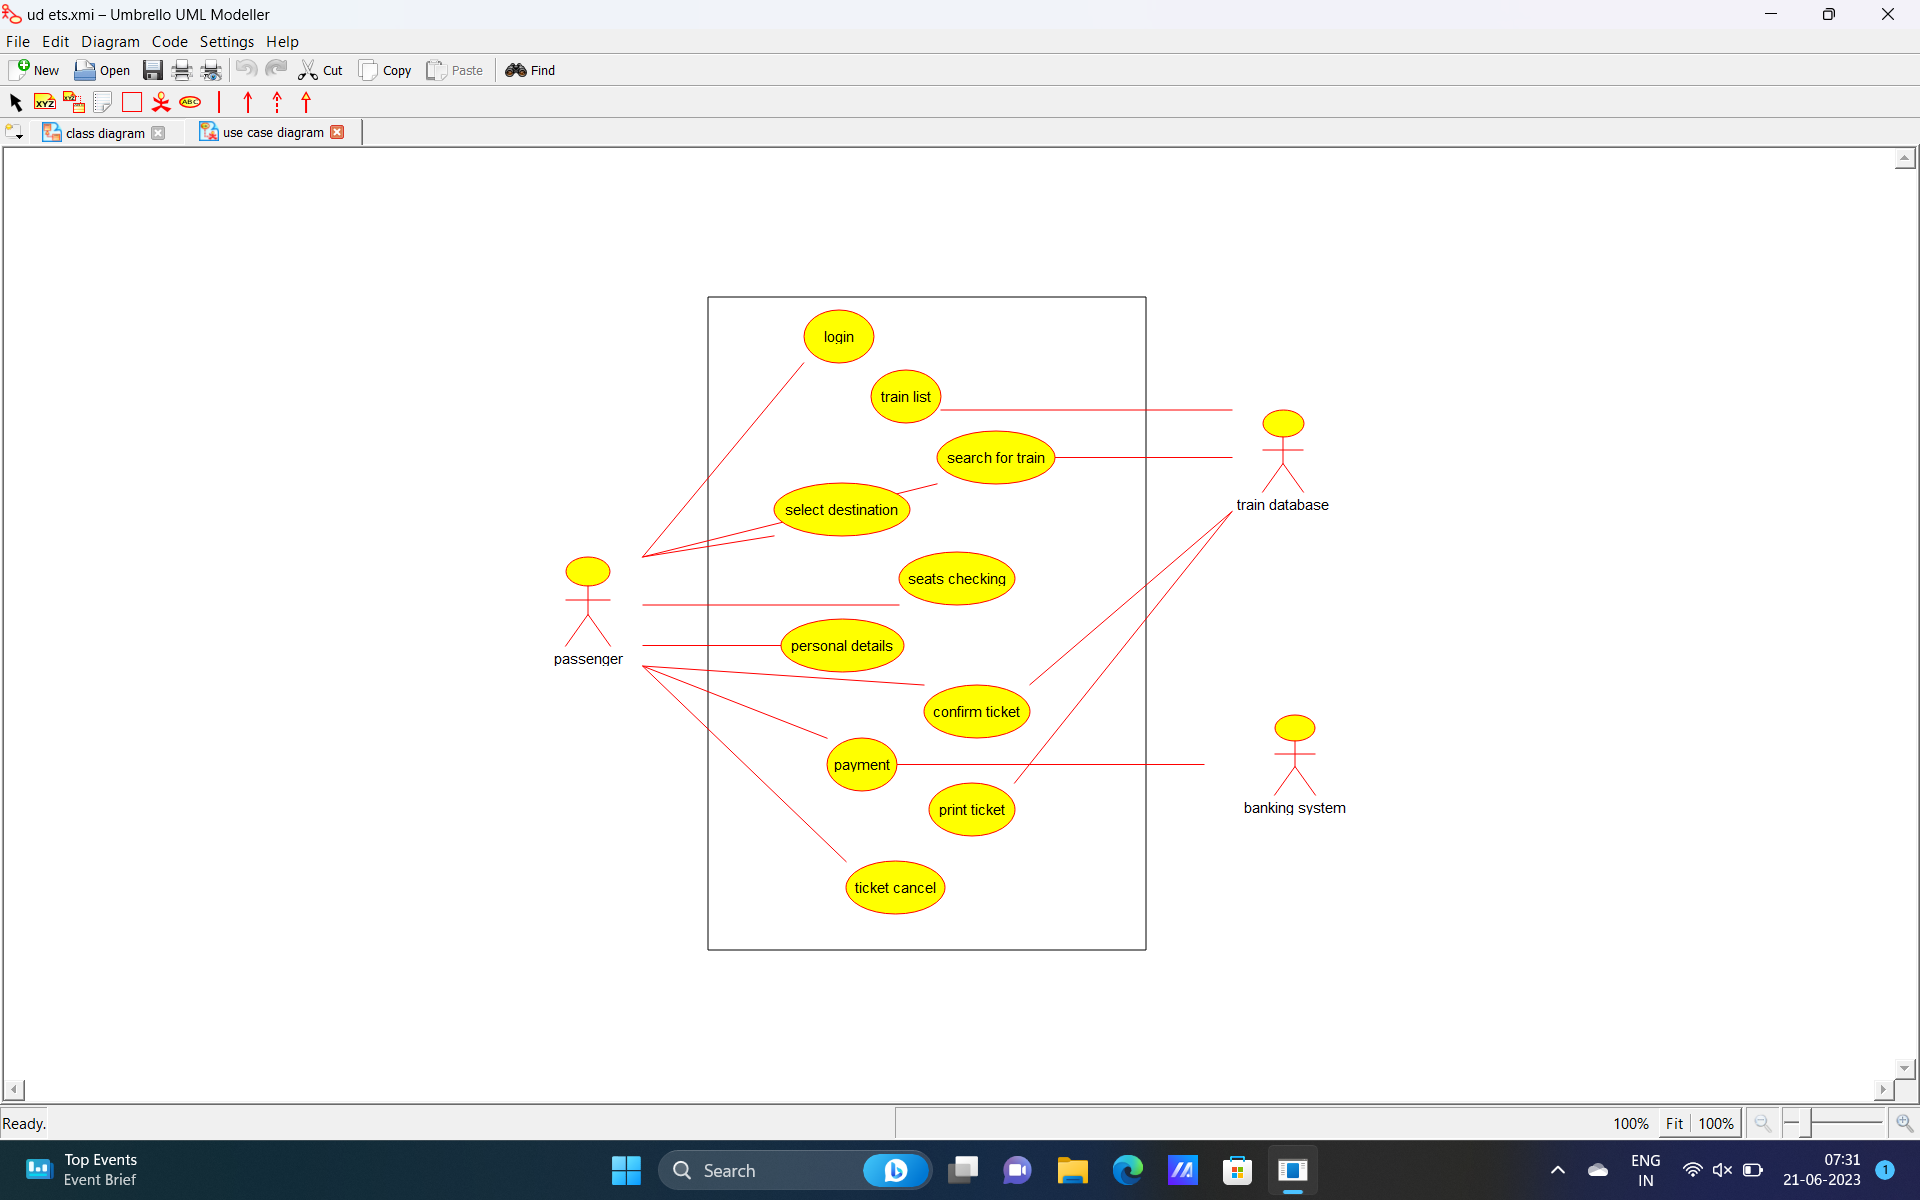 ud ets.xmi – Umbrello UML Modeller
File Edit Diagram Code Settings Help
New Open Cut Copy Paste Find
XYZ XYZ ABC
class diagram use case diagram
login
train list
search for train
select destination
train database
seats checking
personal details
passenger
confirm ticket
payment
print ticket
banking system
ticket cancel
Ready. 100% Fit 100%
Top Events
Event Brief
Search
ENG
IN
07:31
21-06-2023
1